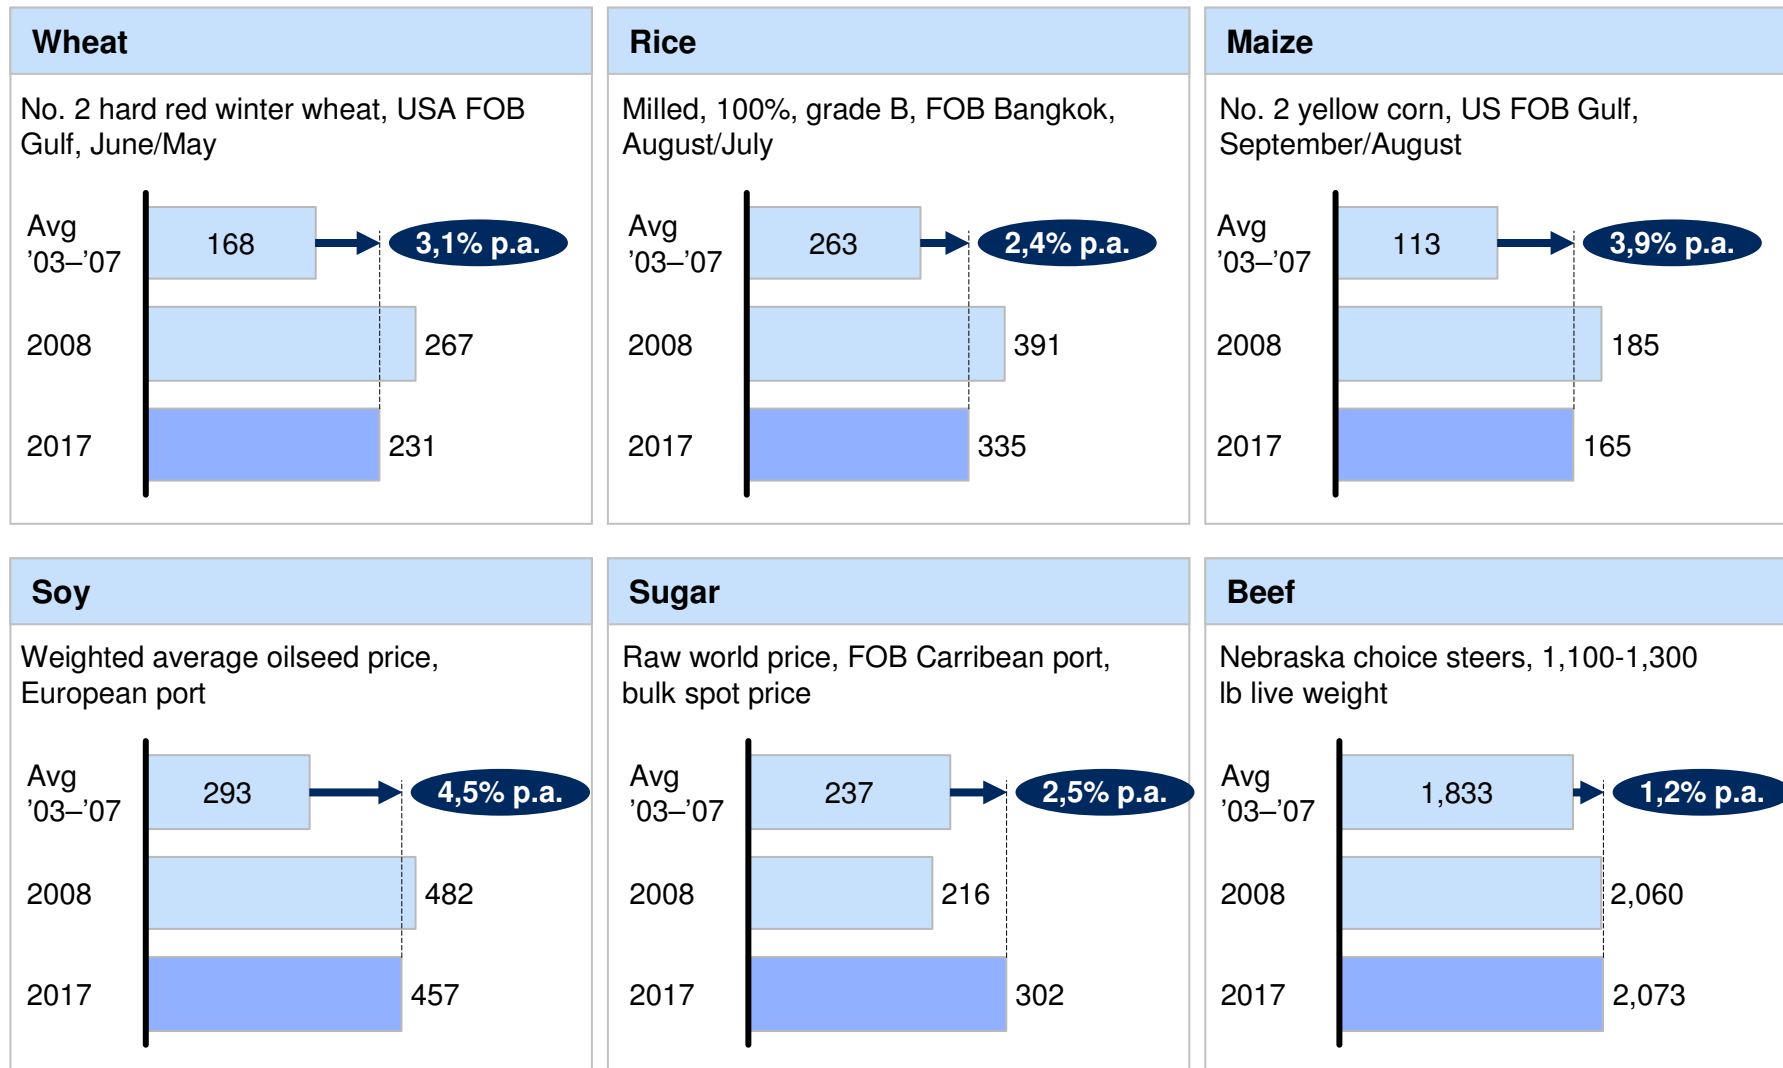 Wheat
No. 2 hard red winter wheat, USA FOB
Gulf, June/May
Avg
’03–’07
168
3,1% p.a.
2008
267
2017
231
Rice
Milled, 100%, grade B, FOB Bangkok,
August/July
Avg
’03–’07
263
2,4% p.a.
2008
391
2017
335
Maize
No. 2 yellow corn, US FOB Gulf,
September/August
Avg
’03–’07
113
3,9% p.a.
2008
185
2017
165
Soy
Weighted average oilseed price,
European port
Avg
’03–’07
293
4,5% p.a.
2008
482
2017
457
Sugar
Raw world price, FOB Carribean port,
bulk spot price
Avg
’03–’07
237
2,5% p.a.
2008
216
2017
302
Beef
Nebraska choice steers, 1,100-1,300
lb live weight
Avg
’03–’07
1,833
1,2% p.a.
2008
2,060
2017
2,073